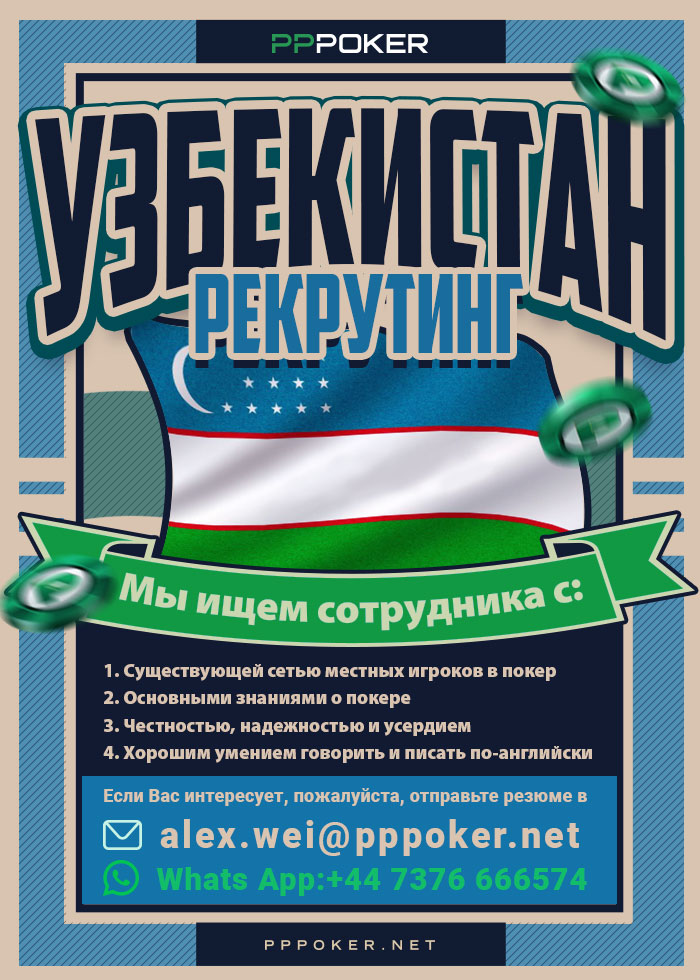 PPPOKER
УЗБЕКИСТАН
РЕКРУТИНГ
Мы ищем сотрудника с:
1. Существующей сетью местных игроков в покер
2. Основными знаниями о покере
3. Честностью, надежностью и усердием
4. Хорошим умением говорить и писать по-английски
Если Вас интересует, пожалуйста, отправьте резюме в
alex.wei@pppoker.net
Whats App:+44 7376 666574
PPPOKER.NET